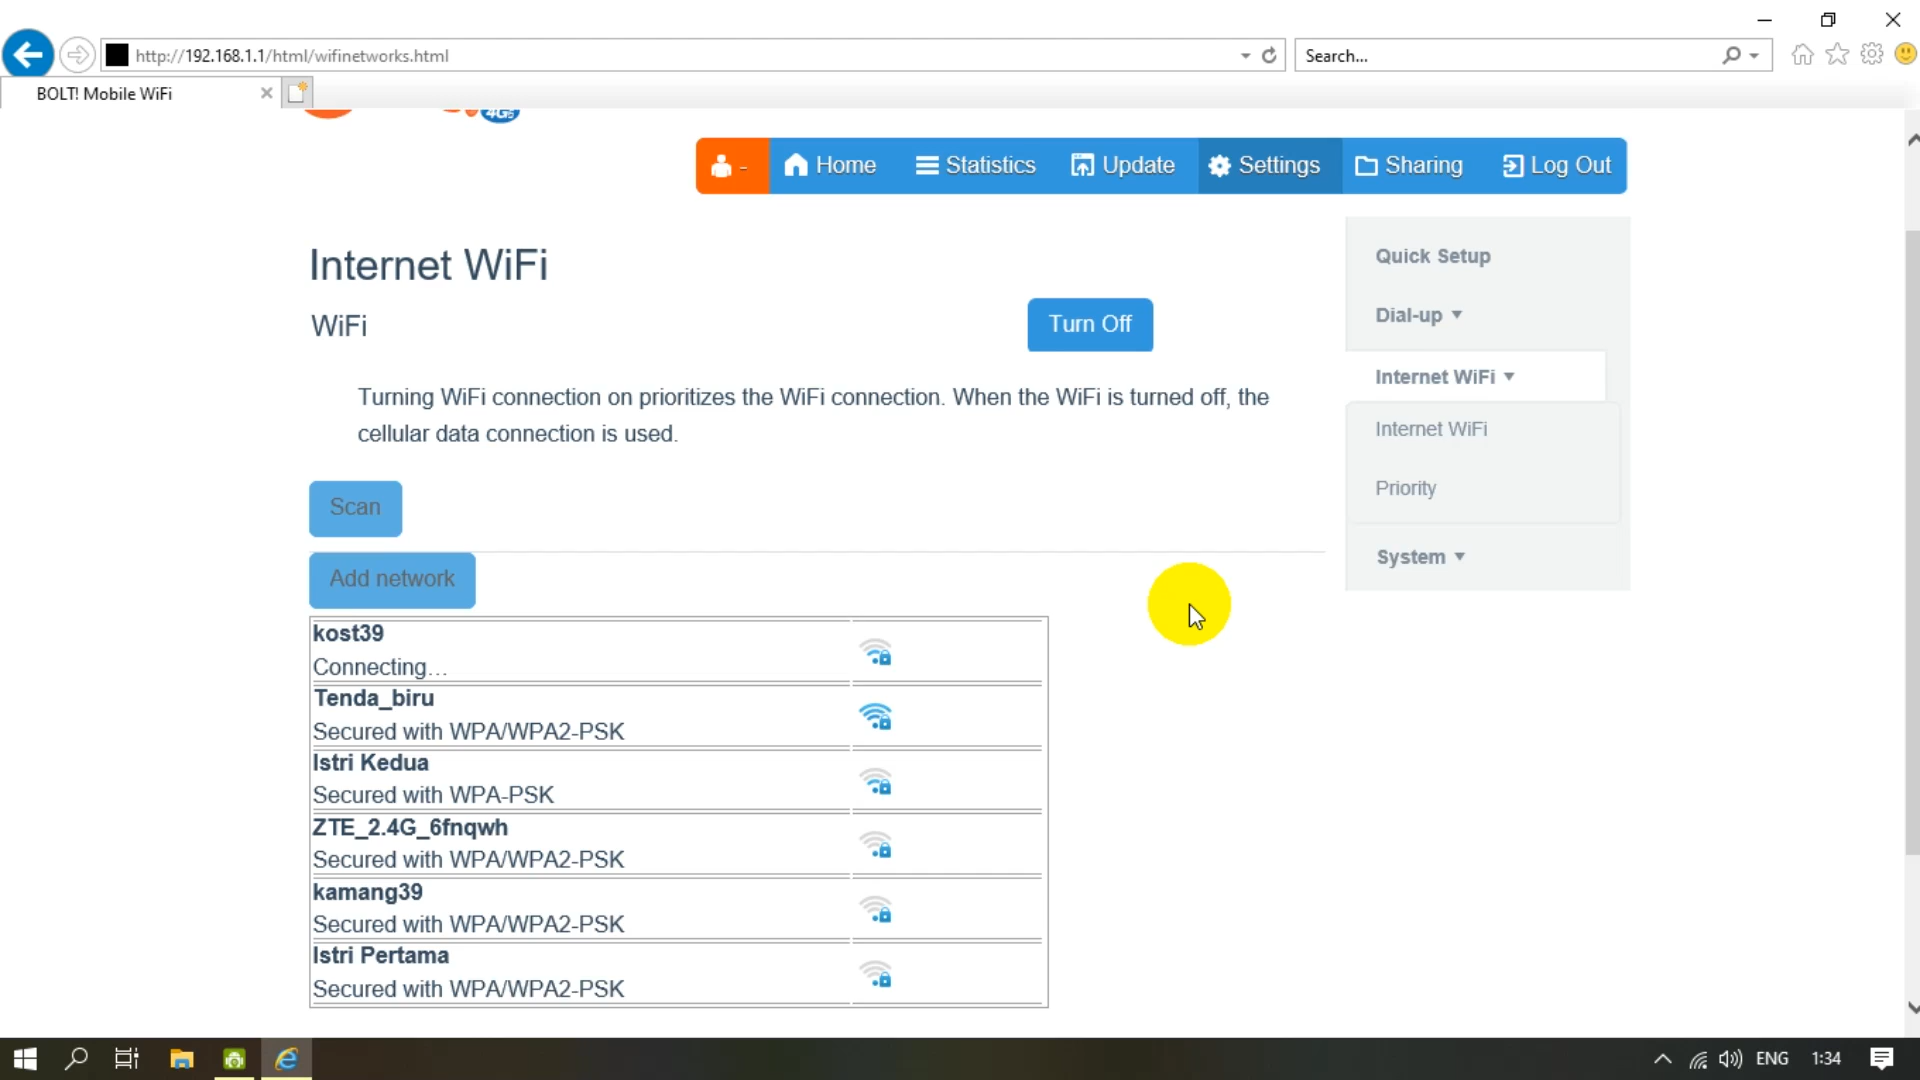 http://192.168.1.1/html/wifinetworks.html
Search...
BOLT! Mobile WiFi
4G
- Home Statistics Update Settings Sharing Log Out
Internet WiFi
WiFi
Turn Off
Turning WiFi connection on prioritizes the WiFi connection. When the WiFi is turned off, the
cellular data connection is used.
Scan
Add network
kost39
Connecting...
Tenda_biru
Secured with WPA/WPA2-PSK
Istri Kedua
Secured with WPA-PSK
ZTE_2.4G_6fnqwh
Secured with WPA/WPA2-PSK
kamang39
Secured with WPA/WPA2-PSK
Istri Pertama
Secured with WPA/WPA2-PSK
Quick Setup
Dial-up
Internet WiFi
Internet WiFi
Priority
System
ENG 1:34